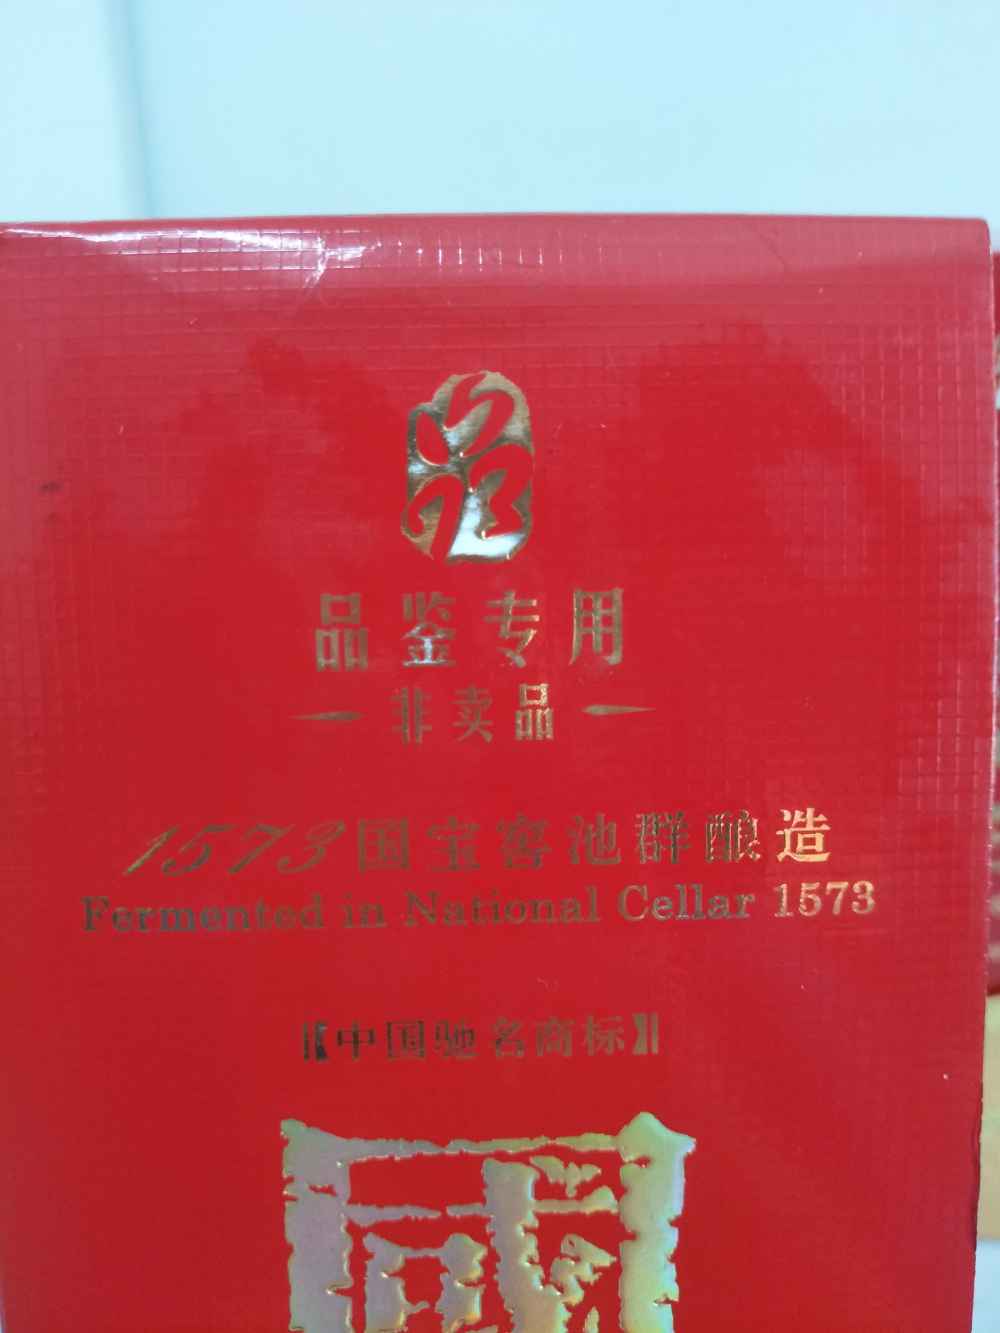 品鉴专用
非卖品
1573国宝窖池群酿造
Fermented in National Cellar 1573
【中国驰名商标】
国